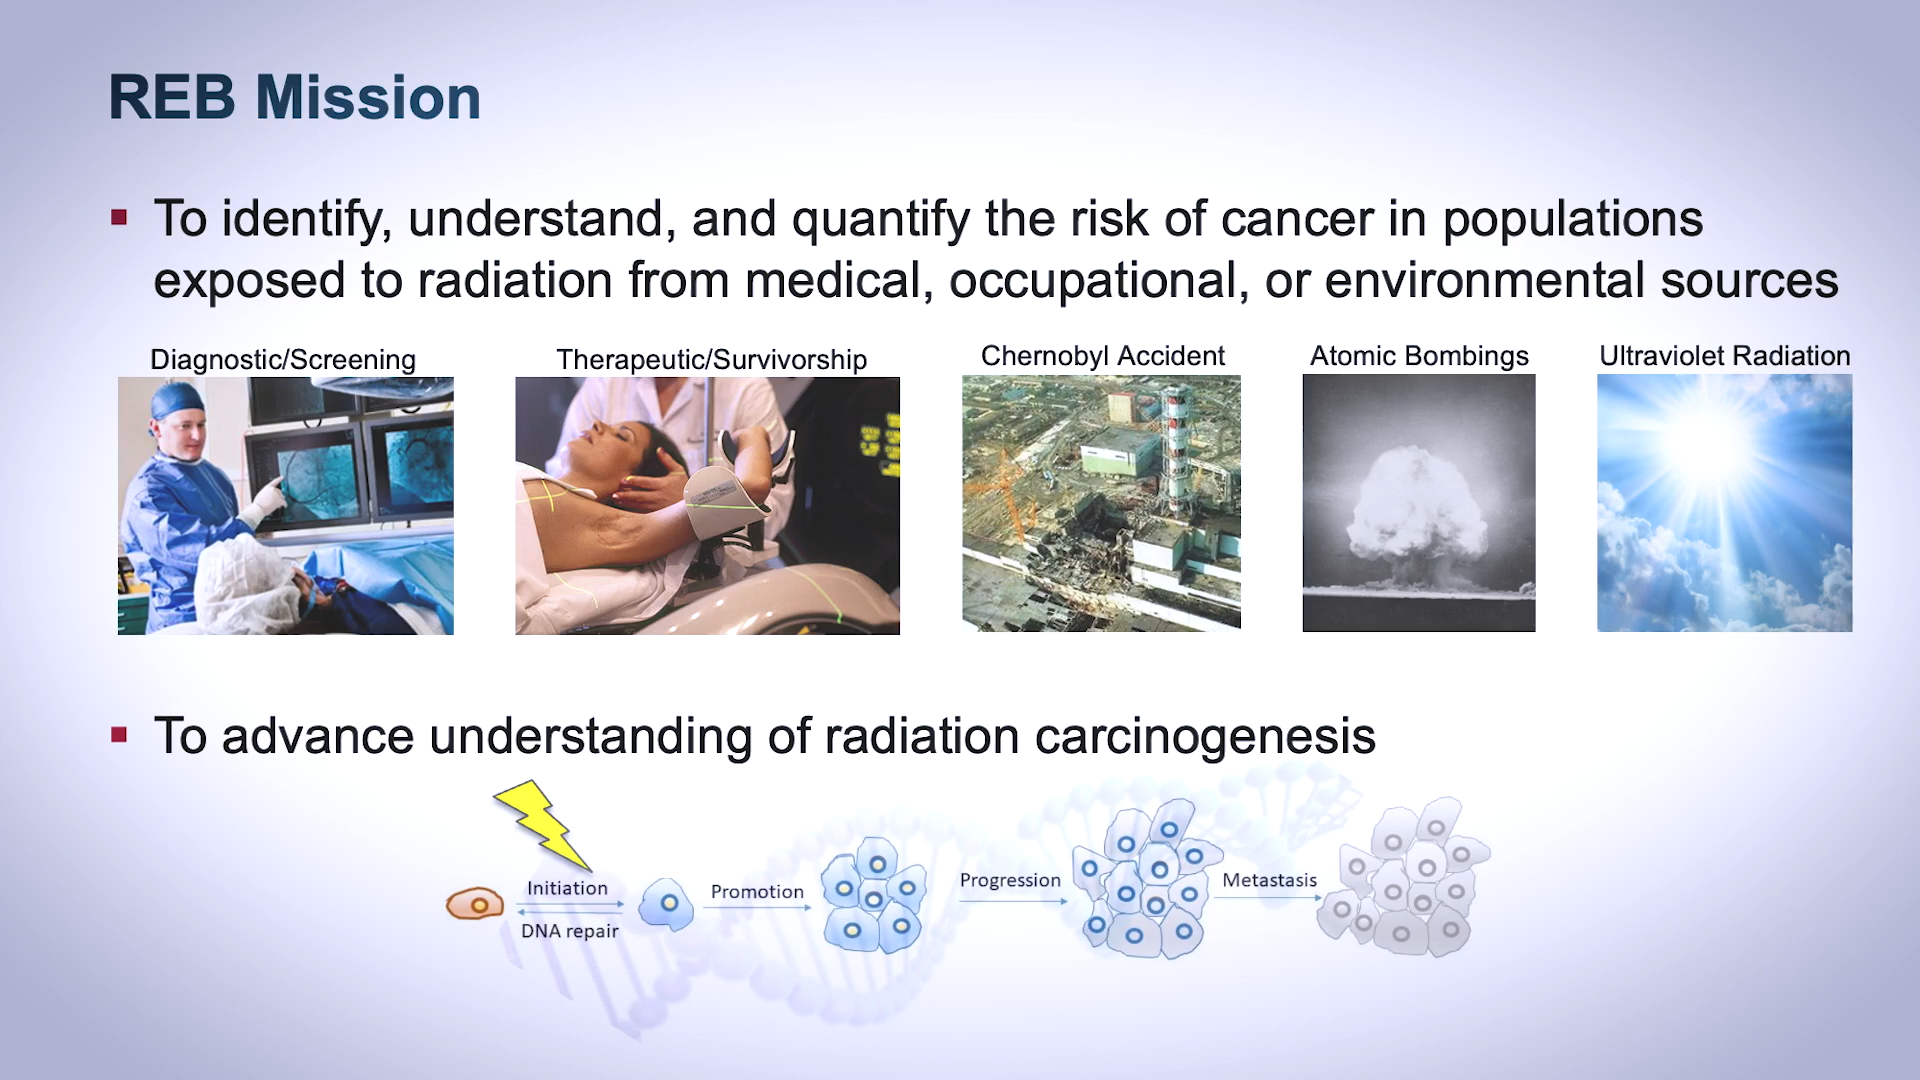 REB Mission
To identify, understand, and quantify the risk of cancer in populations
exposed to radiation from medical, occupational, or environmental sources
Diagnostic/Screening
Therapeutic/Survivorship
Chernobyl Accident
Atomic Bombings
Ultraviolet Radiation
To advance understanding of radiation carcinogenesis
Initiation
DNA repair
Promotion
Progression
Metastasis